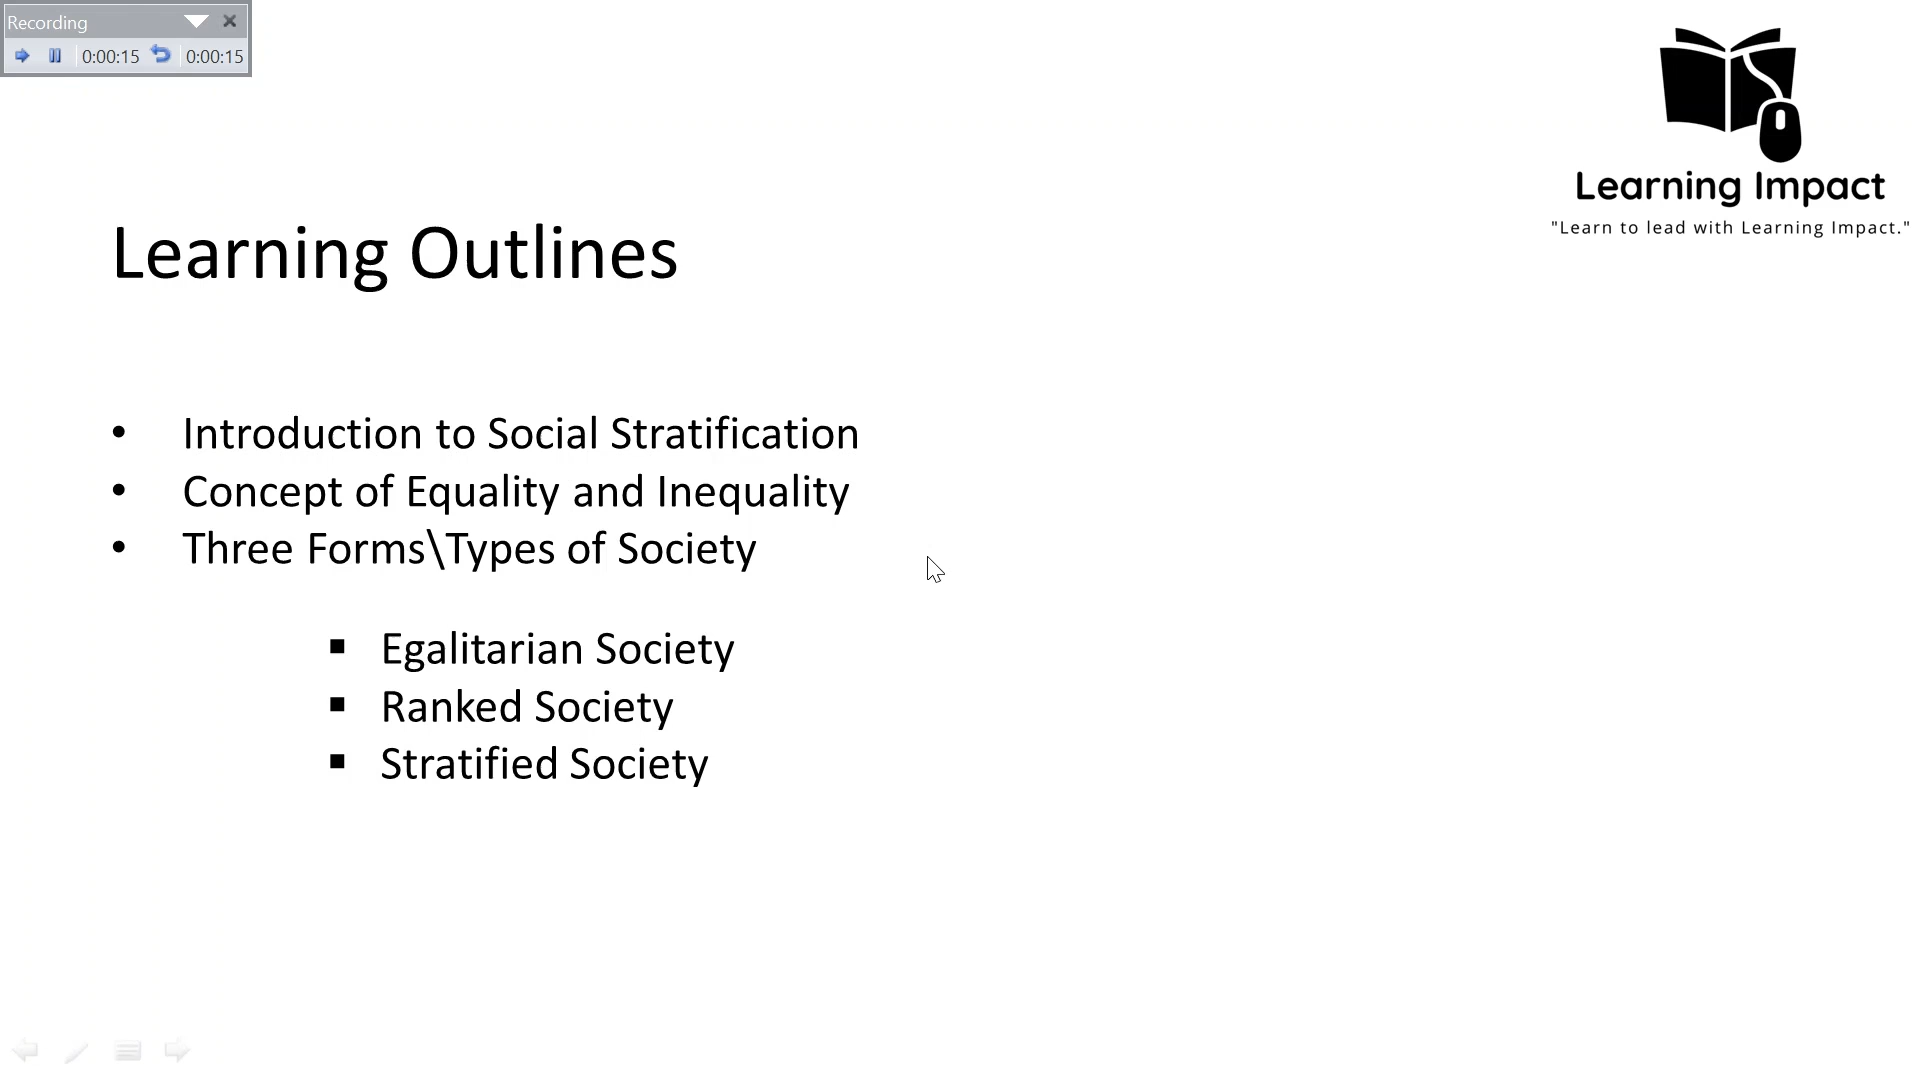 Recording
0:00:15 0:00:15
Learning Impact
"Learn to lead with Learning Impact."
Learning Outlines
• Introduction to Social Stratification
• Concept of Equality and Inequality
• Three Forms\Types of Society
▪ Egalitarian Society
▪ Ranked Society
▪ Stratified Society